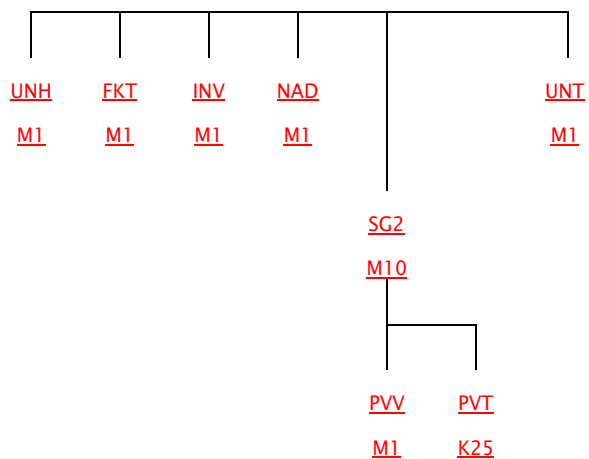 UNH FKT INV NAD UNT
M1 M1 M1 M1 M1
SG2
M10
PVV PVT
M1 K25